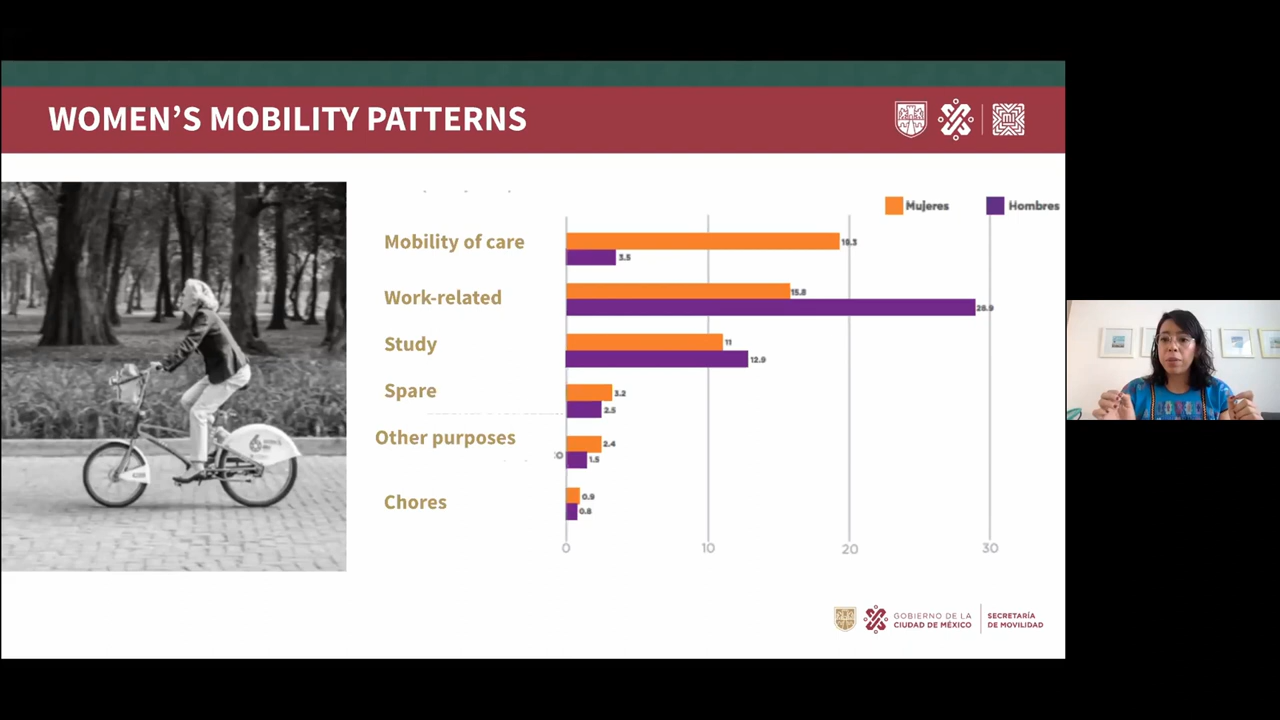 WOMEN'S MOBILITY PATTERNS
Mujeres
Hombres
Mobility of care
19.3
3.5
Work-related
15.8
28.9
Study
11
12.9
Spare
3.2
2.5
Other purposes
2.4
1.5
Chores
0.9
0.8
0
10
20
30
GOBIERNO DE LA
CIUDAD DE MÉXICO
SECRETARÍA
DE MOVILIDAD